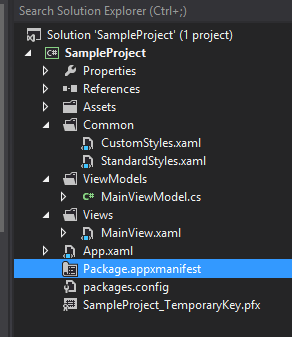 Search Solution Explorer (Ctrl+;)
Solution 'SampleProject' (1 project)
C# SampleProject
Properties
References
Assets
Common
CustomStyles.xaml
StandardStyles.xaml
ViewModels
C# MainViewModel.cs
Views
MainView.xaml
App.xaml
Package.appxmanifest
packages.config
SampleProject_TemporaryKey.pfx